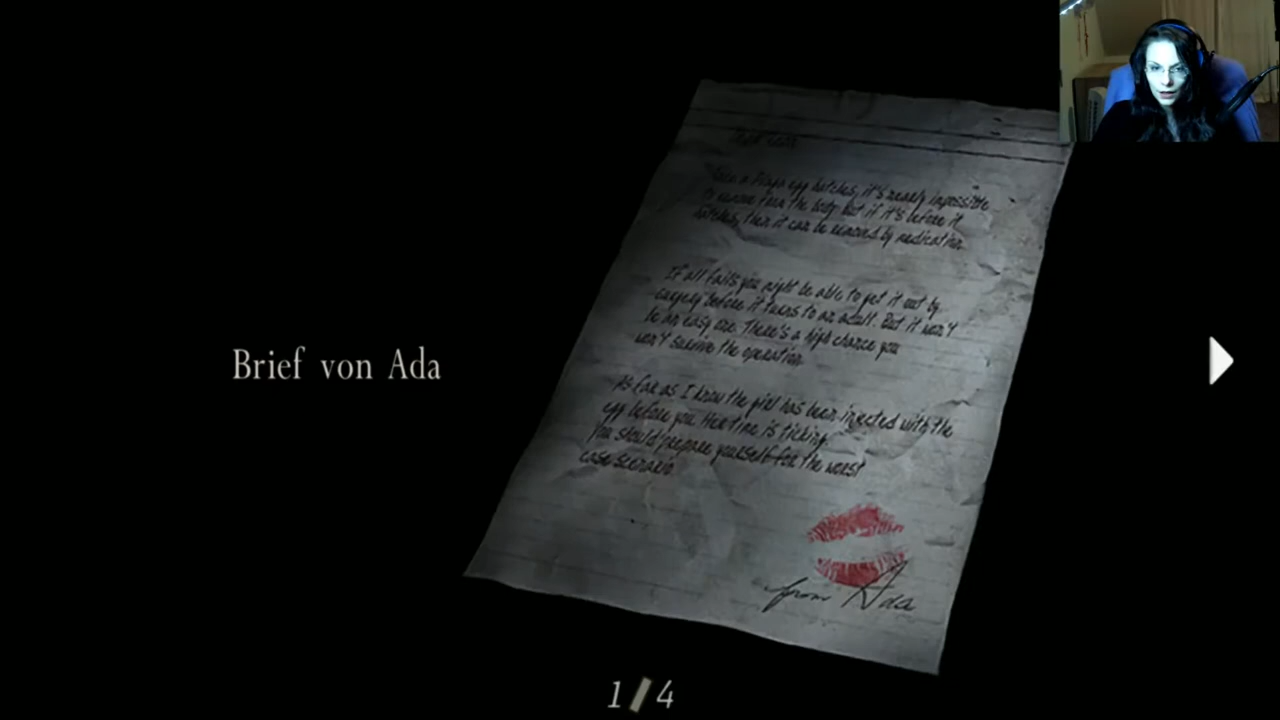 Brief von Ada
Once a Plaga egg hatches, it's nearly impossible
to remove from the body but if it's before it
hatches, then it can be removed by medication
If all fails you might be able to get it out by
surgery before it turns to an adult. But it won't
be an easy one. There's a high chance you
won't survive the operation
As far as I know the girl has been injected with the
egg before you. Her time is ticking.
You should prepare yourself for the worst
case scenario
from Ada
1/4